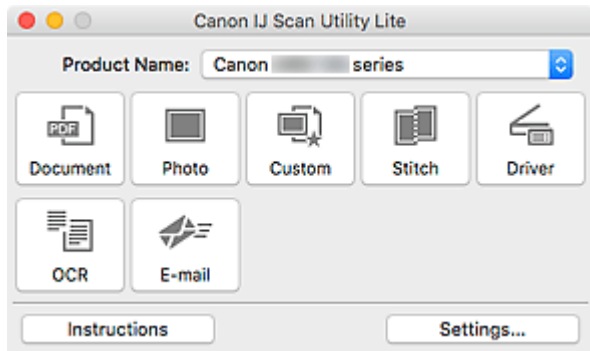 Canon IJ Scan Utility Lite
Product Name: Canon series
PDF
Document Photo Custom Stitch Driver
OCR E-mail
Instructions Settings...